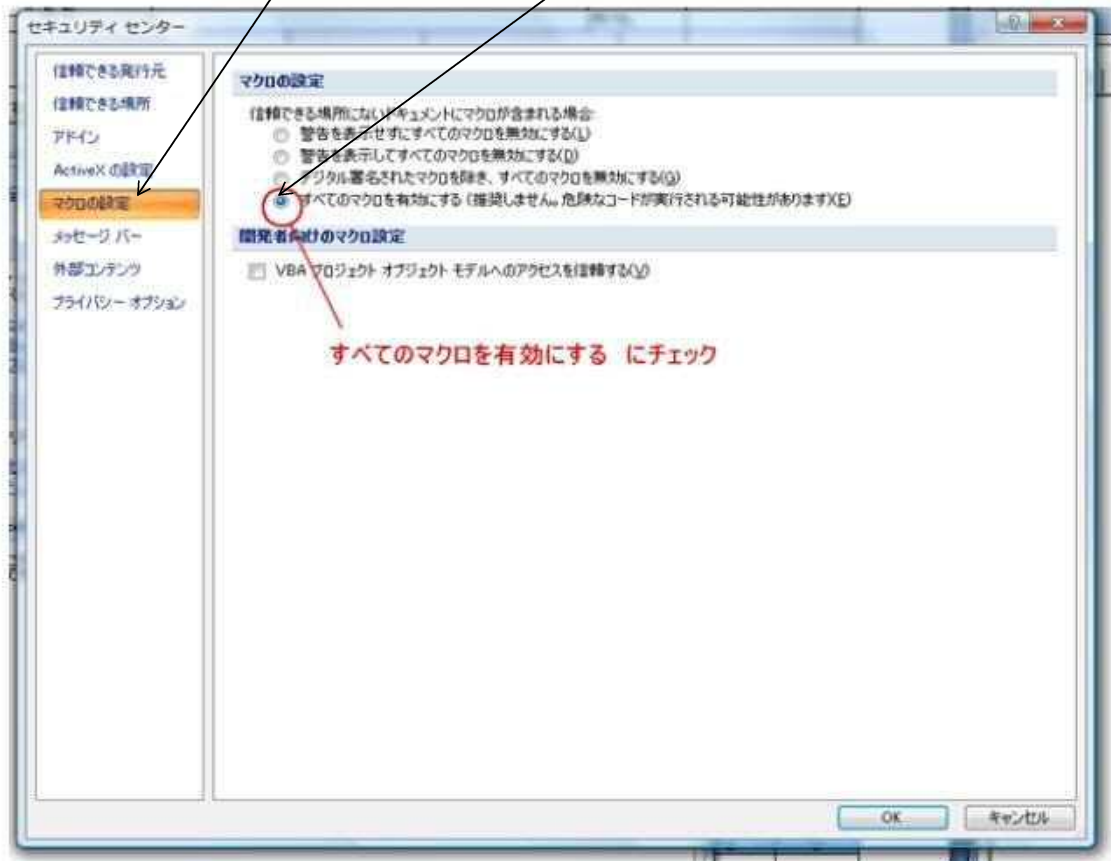 セキュリティ センター
信頼できる発行元
信頼できる場所
アドイン
ActiveX の設定
マクロの設定
メッセージ バー
外部コンテンツ
プライバシー オプション
マクロの設定
信頼できる場所にないドキュメントにマクロが含まれる場合:
警告を表示せずにすべてのマクロを無効にする(L)
警告を表示してすべてのマクロを無効にする(D)
デジタル署名されたマクロを除き、すべてのマクロを無効にする(G)
すべてのマクロを有効にする (推奨しません。危険なコードが実行される可能性があります)(E)
開発者向けのマクロ設定
VBA プロジェクト オブジェクト モデルへのアクセスを信頼する(V)
すべてのマクロを有効にする にチェック
OK
キャンセル